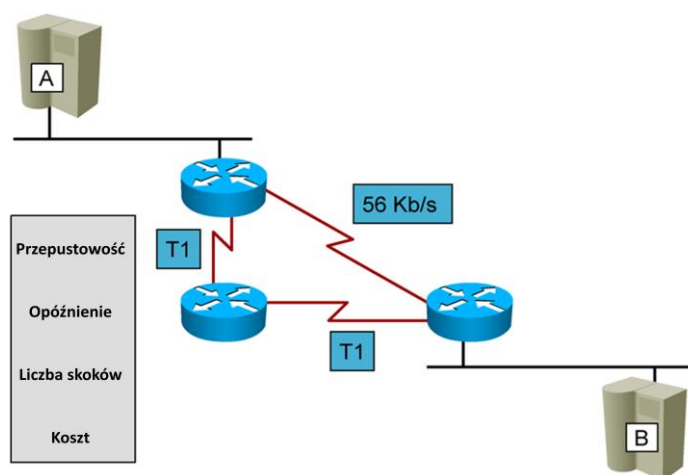 A
56 Kb/s
T1
Przepustowość
Opóźnienie
Liczba skoków
Koszt
T1
B